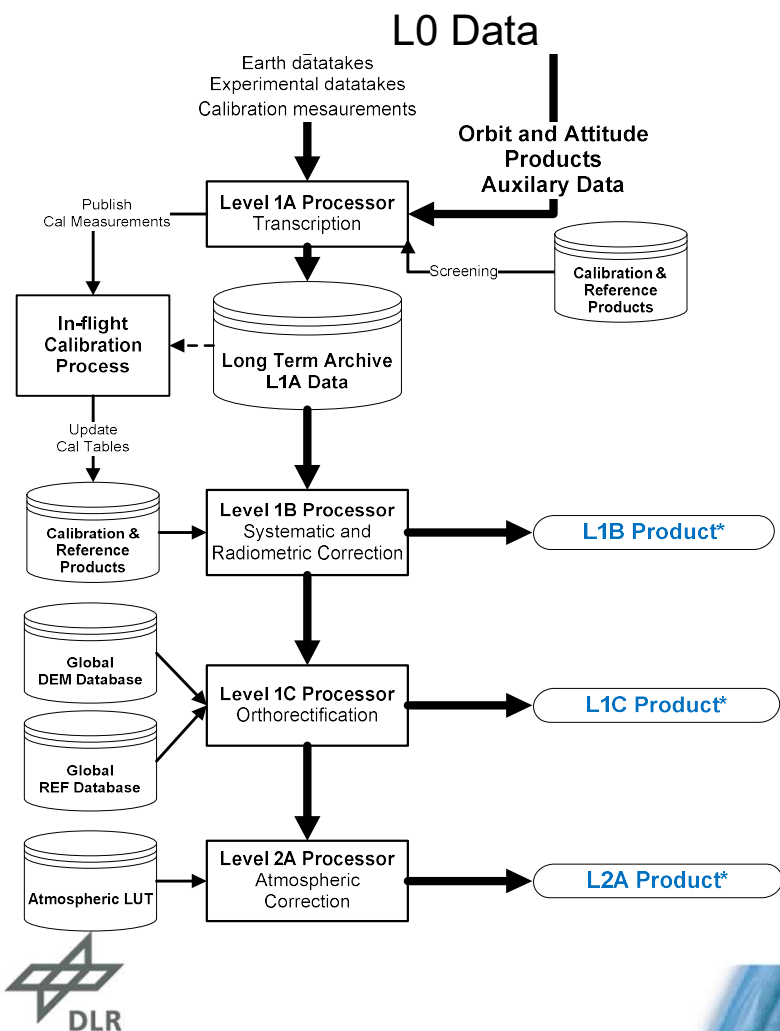 L0 Data
Earth datatakes
Experimental datatakes
Calibration mesaurements
Orbit and Attitude
Products
Auxilary Data
Publish
Cal Measurements
Level 1A Processor
Transcription
Screening
Calibration &
Reference
Products
In-flight
Calibration
Process
Long Term Archive
L1A Data
Update
Cal Tables
Calibration &
Reference
Products
Level 1B Processor
Systematic and
Radiometric Correction
L1B Product*
Global
DEM Database
Level 1C Processor
Orthorectification
L1C Product*
Global
REF Database
Atmospheric LUT
Level 2A Processor
Atmospheric
Correction
L2A Product*
DLR